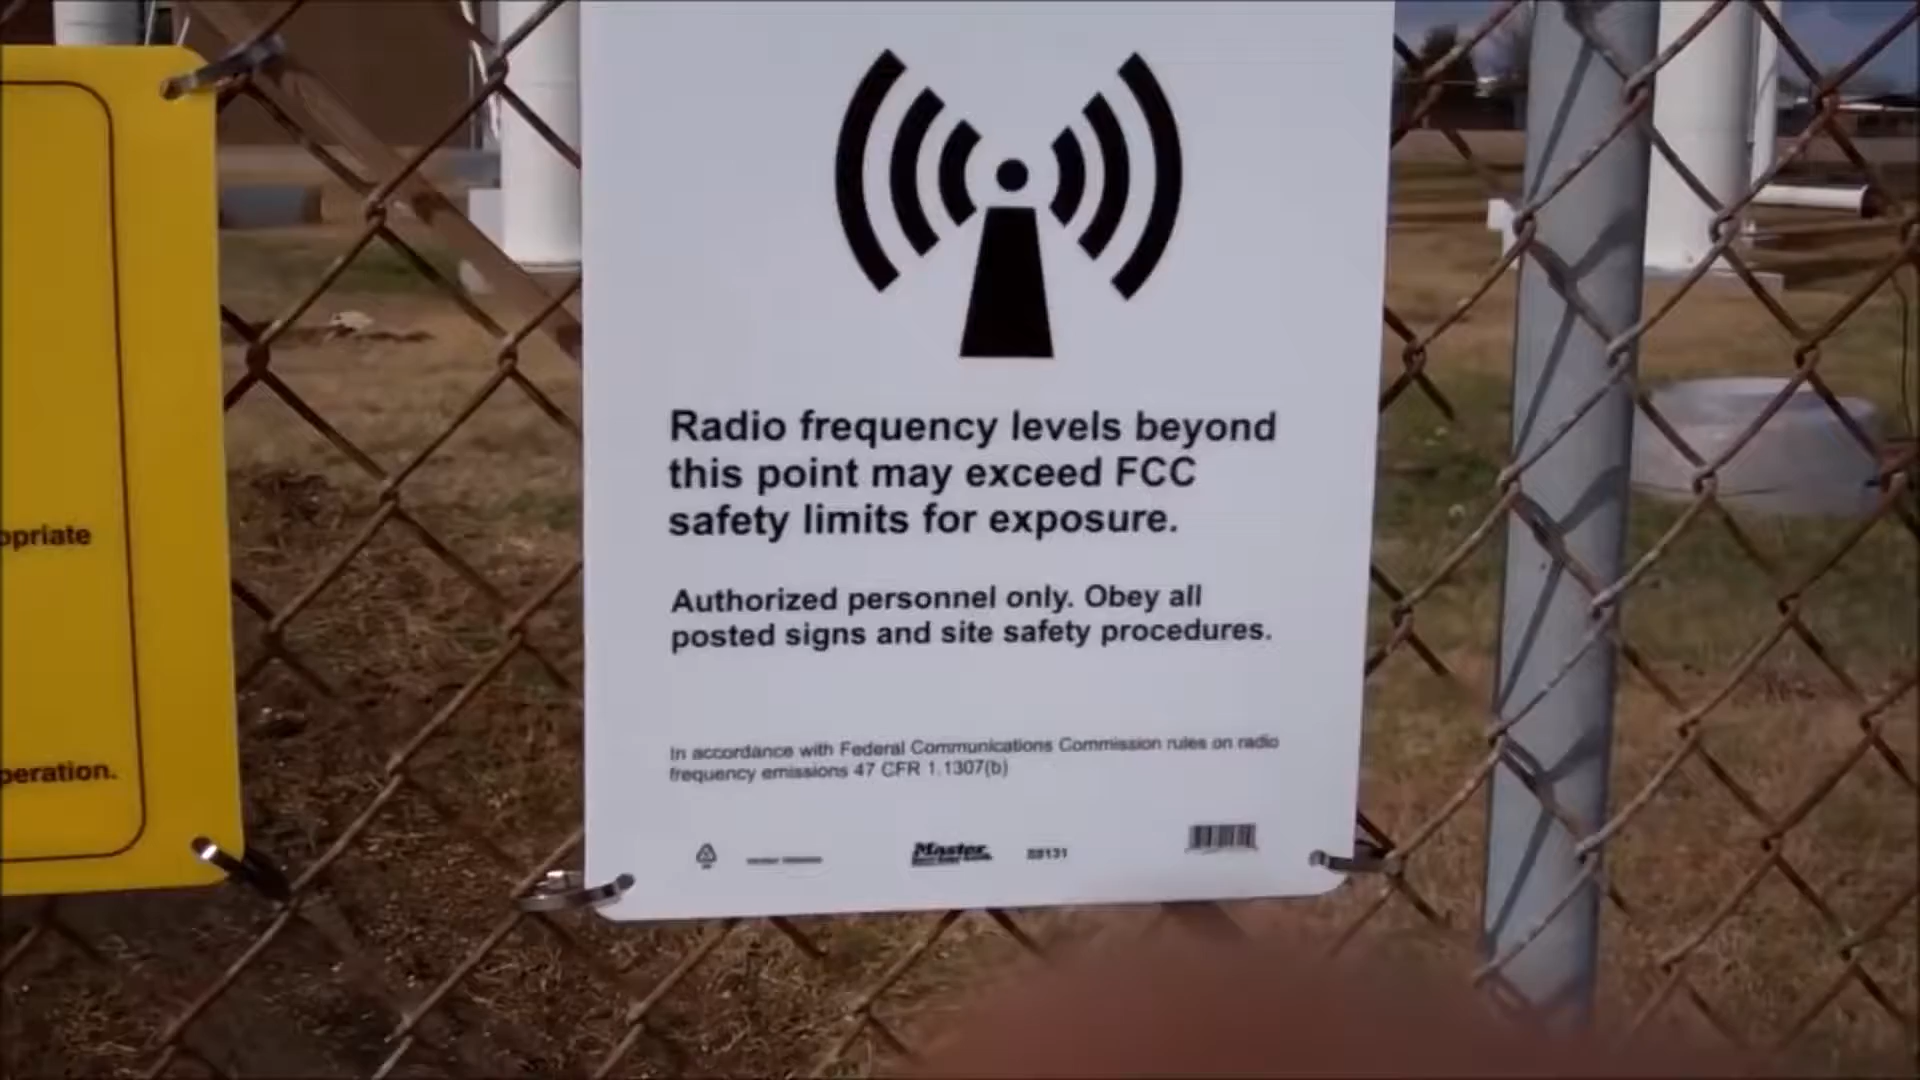 opriate
peration.
Radio frequency levels beyond
this point may exceed FCC
safety limits for exposure.
Authorized personnel only. Obey all
posted signs and site safety procedures.
In accordance with Federal Communications Commission rules on radio
frequency emissions 47 CFR 1.1307(b)
Master